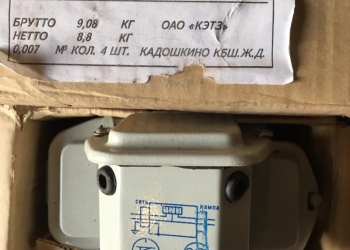 БРУТТО 9,08 КГ ОАО «КЭТЗ»
НЕТТО 8,8 КГ
0,007 М³ КОЛ. 4 ШТ. КАДОШКИНО КБШ.Ж.Д.
сеть лампа